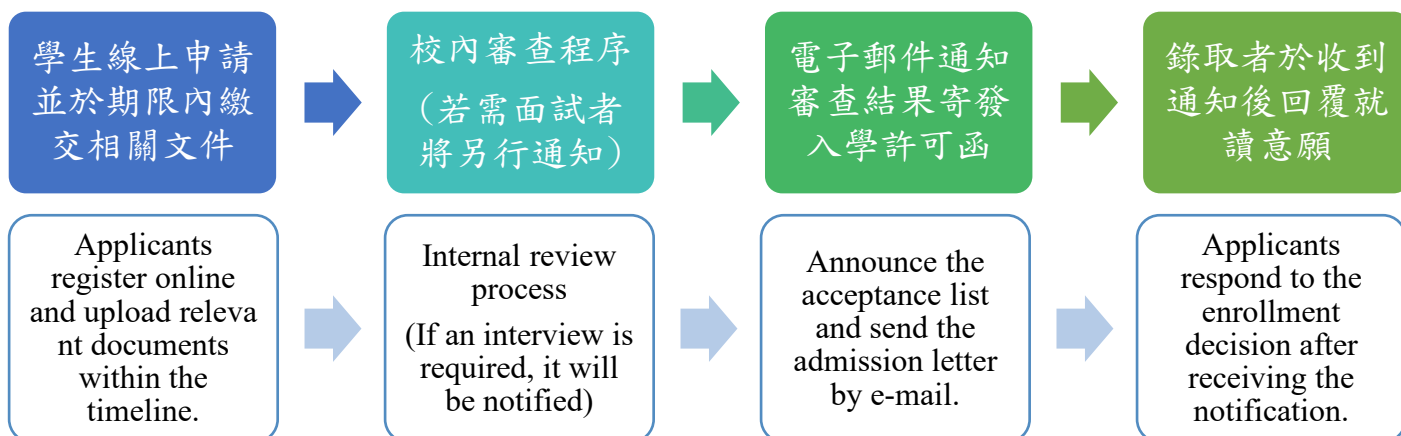 學生線上申請
並於期限內繳
交相關文件
校內審查程序
(若需面試者
將另行通知)
電子郵件通知
審查結果寄發
入學許可函
錄取者於收到
通知後回覆就
讀意願
Applicants
register online
and upload releva
nt documents
within the
timeline.
Internal review
process
(If an interview is
required, it will
be notified)
Announce the
acceptance list
and send the
admission letter
by e-mail.
Applicants
respond to the
enrollment
decision after
receiving the
notification.